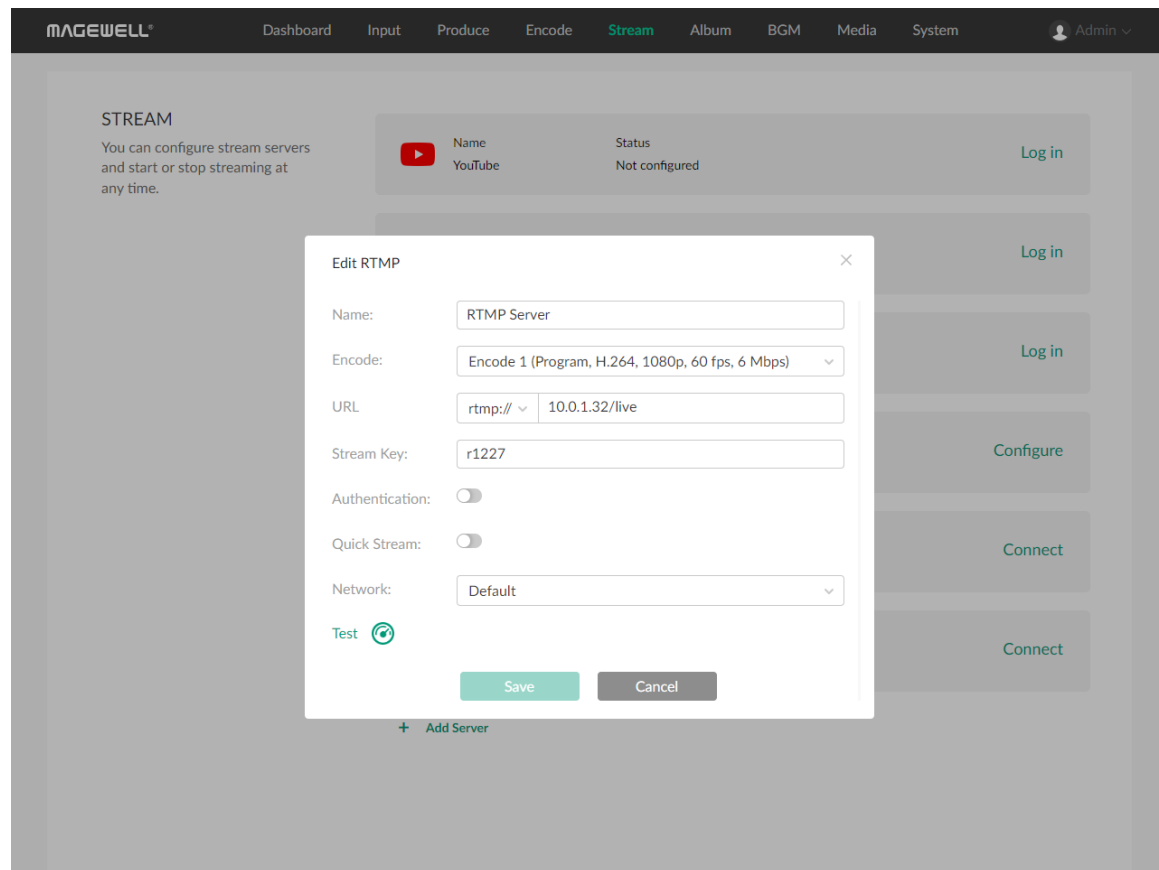 MAGEWELL®
Dashboard Input Produce Encode Stream Album BGM Media System Admin
STREAM
You can configure stream servers
and start or stop streaming at
any time.
Name Status
YouTube Not configured
Log in
Log in
Log in
Configure
Connect
Connect
Edit RTMP
Name: RTMP Server
Encode: Encode 1 (Program, H.264, 1080p, 60 fps, 6 Mbps)
URL rtmp:// 10.0.1.32/live
Stream Key: r1227
Authentication:
Quick Stream:
Network: Default
Test
Save Cancel
+ Add Server